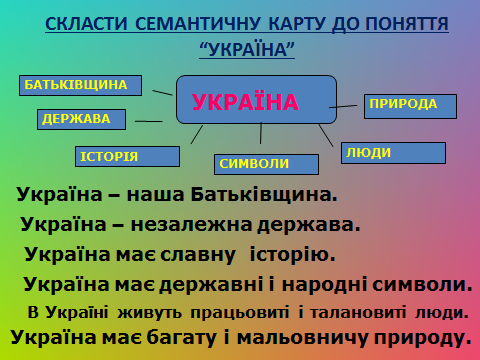 СКЛАСТИ СЕМАНТИЧНУ КАРТУ ДО ПОНЯТТЯ
“УКРАЇНА”
БАТЬКІВЩИНА
УКРАЇНА
ПРИРОДА
ДЕРЖАВА
ІСТОРІЯ
СИМВОЛИ
ЛЮДИ
Україна – наша Батьківщина.
Україна – незалежна держава.
Україна має славну історію.
Україна має державні і народні символи.
В Україні живуть працьовиті і талановиті люди.
Україна має багату і мальовничу природу.